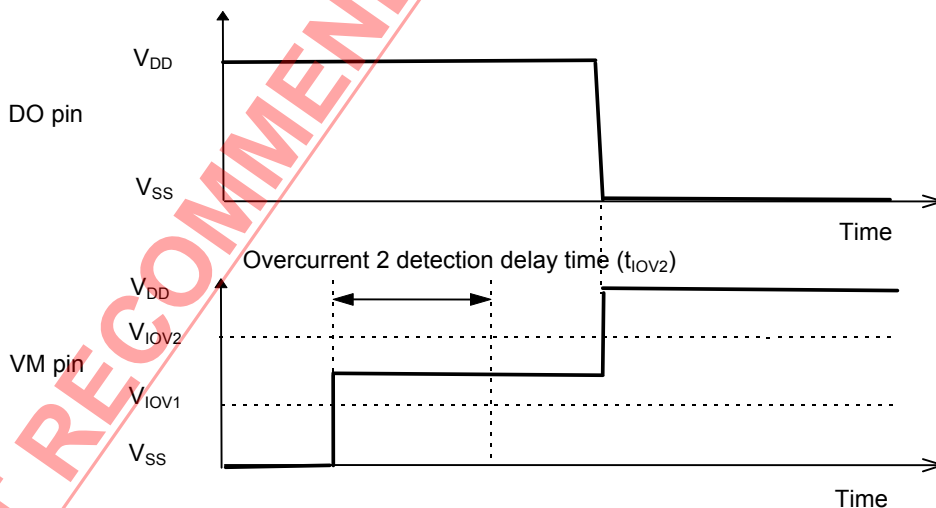 VDD
DO pin
VSS
Time
Overcurrent 2 detection delay time (tIOV2)
VDD
VIOV2
VM pin
VIOV1
VSS
Time
RECOMMEN